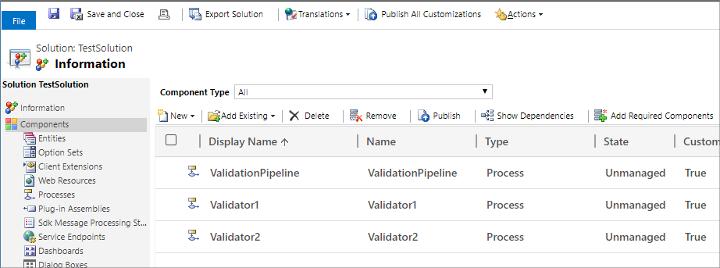 File Save and Close Export Solution Translations Publish All Customizations Actions
Solution: TestSolution
Information
Solution TestSolution
Information
Components
Entities
Option Sets
Client Extensions
Web Resources
Processes
Plug-in Assemblies
Sdk Message Processing St...
Service Endpoints
Dashboards
Dialog Boxes
Component Type All
New Add Existing Delete Remove Publish Show Dependencies Add Required Components
Display Name Name Type State Custom
ValidationPipeline ValidationPipeline Process Unmanaged True
Validator1 Validator1 Process Unmanaged True
Validator2 Validator2 Process Unmanaged True